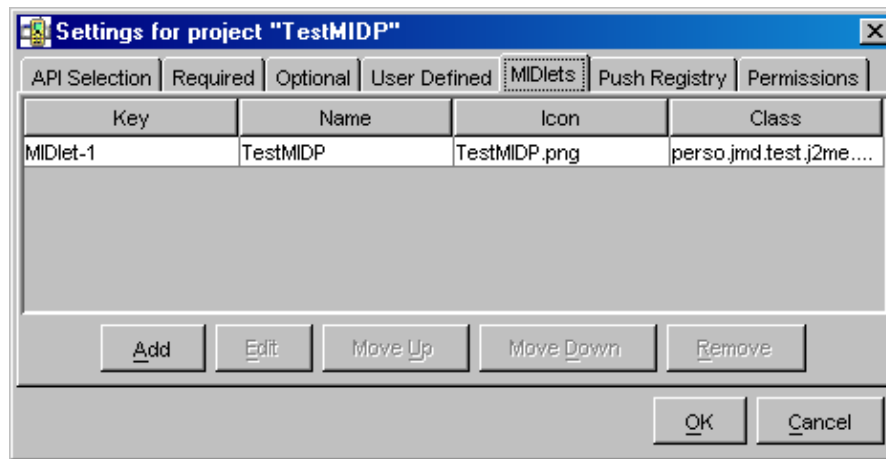 Settings for project "TestMIDP"
API Selection Required Optional User Defined MIDlets Push Registry Permissions
Key Name Icon Class
MIDlet-1 TestMIDP TestMIDP.png perso.jmd.test.j2me....
Add Edit Move Up Move Down Remove
OK Cancel